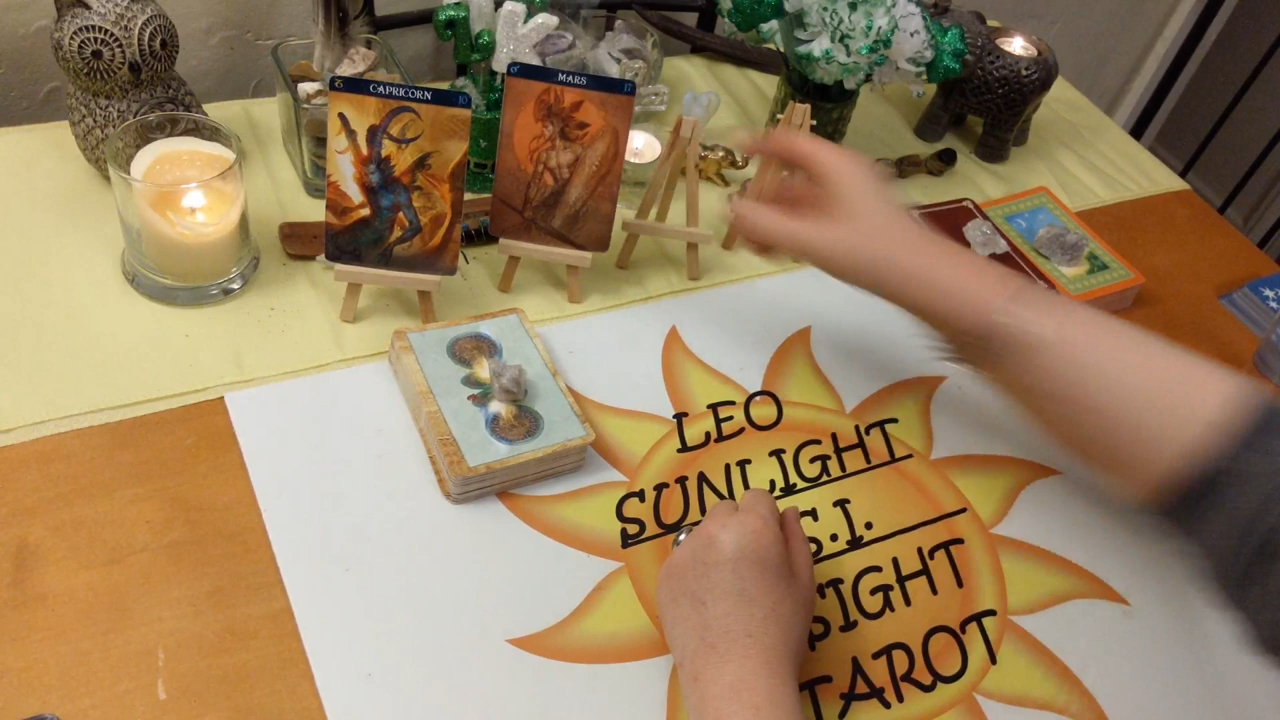 CAPRICORN 10
MARS 17
LEO
SUNLIGHT
S.I.
SIGHT
TAROT